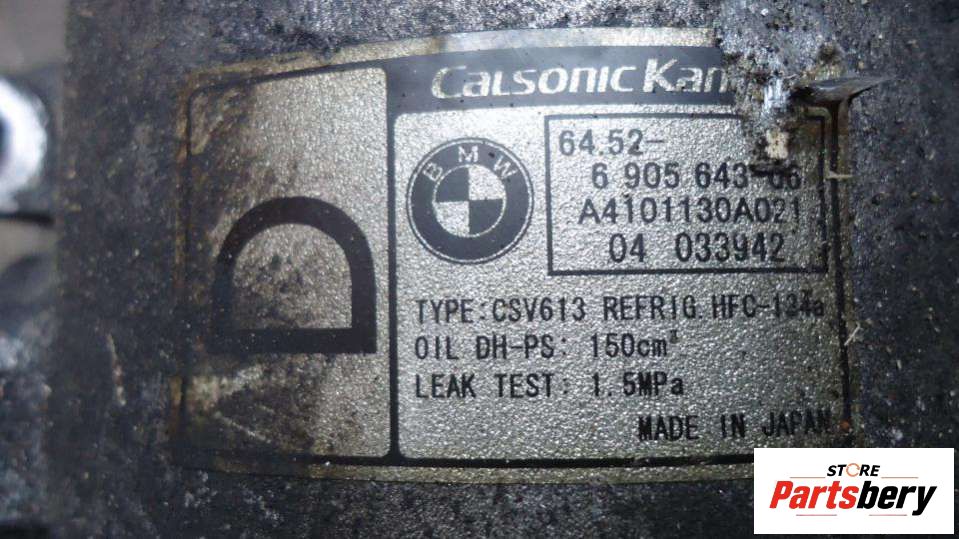 CALSONIC
BMW
64.52-
6 905 643-06
A4101130A021
04 033942
D
TYPE:CSV613 REFRIG. HFC-134a
OIL DH-PS: 150cm³
LEAK TEST: 1.5MPa
MADE IN JAPAN
STORE
Partsbery